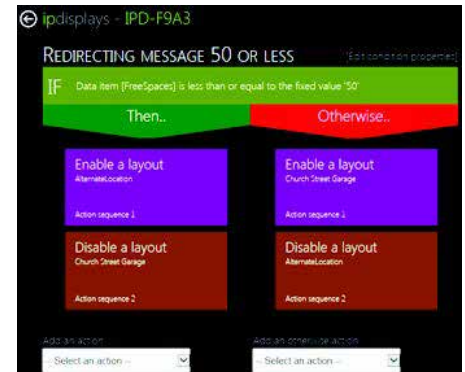 ipdisplays - IPD-F9A3
REDIRECTING MESSAGE 50 OR LESS
[Edit condition properties]
IF Data item [FreeSpaces] is less than or equal to the fixed value '50'
Then..
Otherwise..
Enable a layout
AlternateLocation
Action sequence 1
Enable a layout
Church Street Garage
Action sequence 1
Disable a layout
Church Street Garage
Action sequence 2
Disable a layout
AlternateLocation
Action sequence 2
Add an action
-- Select an action --
Add an otherwise action
-- Select an action --